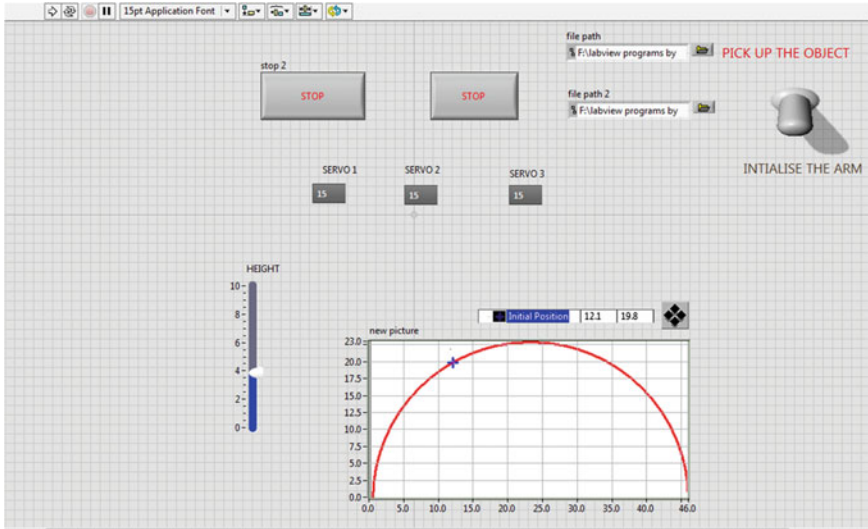 15pt Application Font
file path
F:\labview programs by
PICK UP THE OBJECT
stop 2
STOP
STOP
file path 2
F:\labview programs by
INTIALISE THE ARM
SERVO 1
SERVO 2
SERVO 3
15
15
15
HEIGHT
10
8
6
4
2
0
Initial Position 12.1 19.8
new picture
23.0
20.0
17.5
15.0
12.5
10.0
7.5
5.0
2.5
0.0
0.0 5.0 10.0 15.0 20.0 25.0 30.0 35.0 40.0 46.0